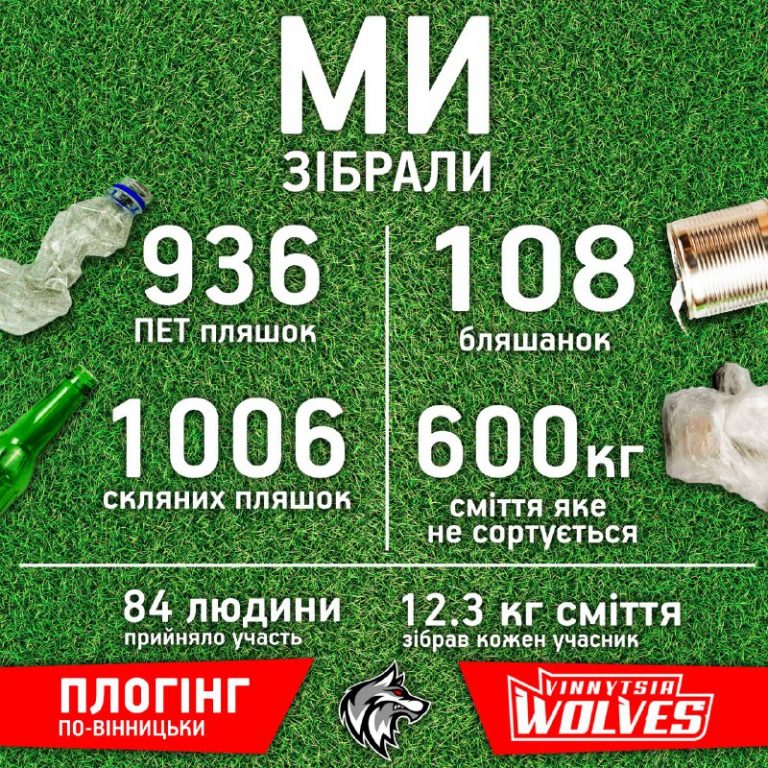 МИ
ЗІБРАЛИ
936
ПЕТ пляшок
108
бляшанок
1006
скляних пляшок
600кг
сміття яке
не сортується
84 людини
прийняло участь
12.3 кг сміття
зібрав кожен учасник
ПЛОГІНГ
ПО-ВІННИЦЬКИ
VINNYTSIA
WOLVES